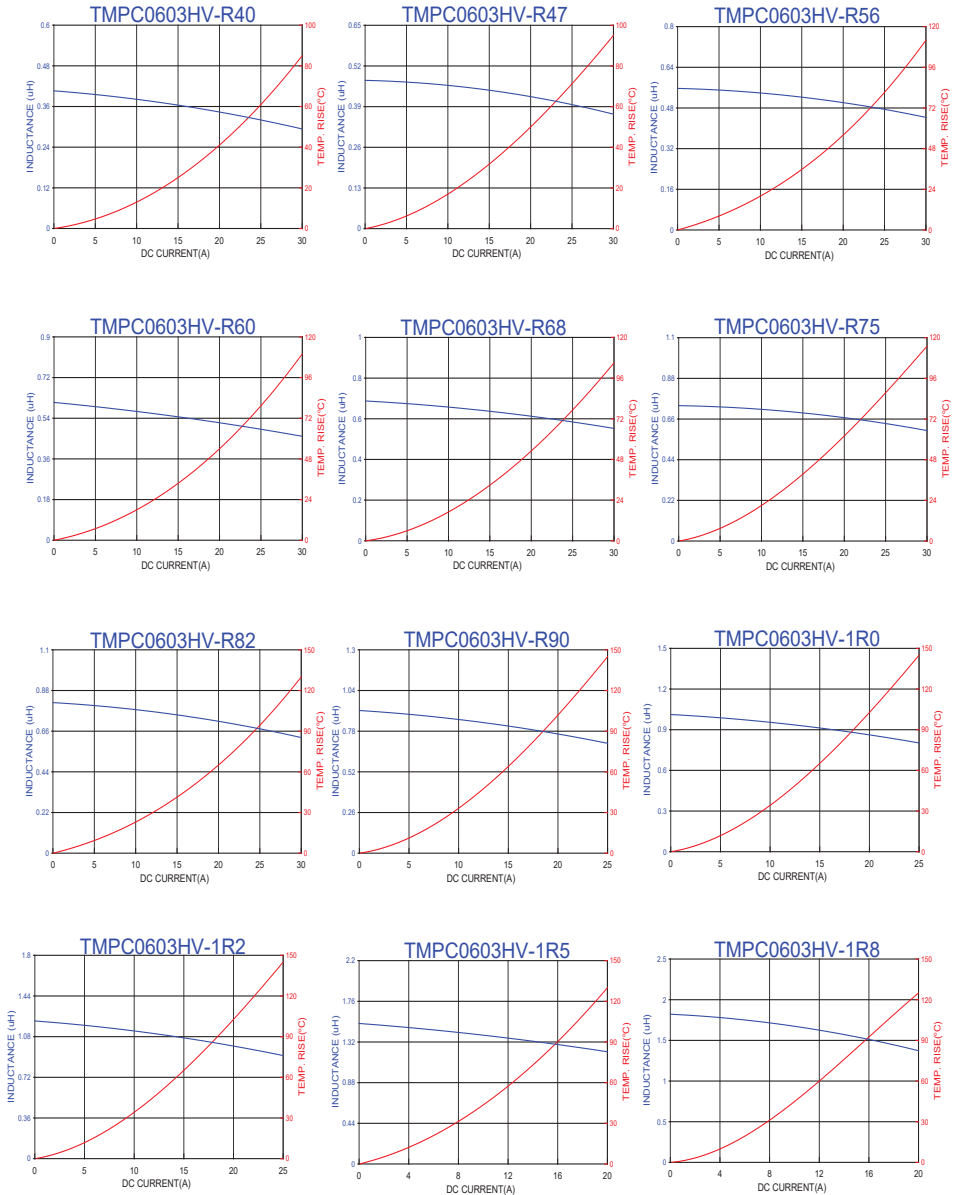 TMPC0603HV-R40
INDUCTANCE (uH)
0.6
0.48
0.36
0.24
0.12
0
100
80
60
40
20
0
TEMP. RISE(°C)
0 5 10 15 20 25 30
DC CURRENT(A)
TMPC0603HV-R47
INDUCTANCE (uH)
0.65
0.52
0.39
0.26
0.13
0
100
80
60
40
20
0
TEMP. RISE(°C)
0 5 10 15 20 25 30
DC CURRENT(A)
TMPC0603HV-R56
INDUCTANCE (uH)
0.8
0.64
0.48
0.32
0.16
0
120
96
72
48
24
0
TEMP. RISE(°C)
0 5 10 15 20 25 30
DC CURRENT(A)
TMPC0603HV-R60
INDUCTANCE (uH)
0.9
0.72
0.54
0.36
0.18
0
120
96
72
48
24
0
TEMP. RISE(°C)
0 5 10 15 20 25 30
DC CURRENT(A)
TMPC0603HV-R68
INDUCTANCE (uH)
1
0.8
0.6
0.4
0.2
0
120
96
72
48
24
0
TEMP. RISE(°C)
0 5 10 15 20 25 30
DC CURRENT(A)
TMPC0603HV-R75
INDUCTANCE (uH)
1.1
0.88
0.66
0.44
0.22
0
120
96
72
48
24
0
TEMP. RISE(°C)
0 5 10 15 20 25 30
DC CURRENT(A)
TMPC0603HV-R82
INDUCTANCE (uH)
1.1
0.88
0.66
0.44
0.22
0
150
120
90
60
30
0
TEMP. RISE(°C)
0 5 10 15 20 25 30
DC CURRENT(A)
TMPC0603HV-R90
INDUCTANCE (uH)
1.3
1.04
0.78
0.52
0.26
0
150
120
90
60
30
0
TEMP. RISE(°C)
0 5 10 15 20 25
DC CURRENT(A)
TMPC0603HV-1R0
INDUCTANCE (uH)
1.5
1.2
0.9
0.6
0.3
0
150
120
90
60
30
0
TEMP. RISE(°C)
0 5 10 15 20 25
DC CURRENT(A)
TMPC0603HV-1R2
INDUCTANCE (uH)
1.8
1.44
1.08
0.72
0.36
0
150
120
90
60
30
0
TEMP. RISE(°C)
0 5 10 15 20 25
DC CURRENT(A)
TMPC0603HV-1R5
INDUCTANCE (uH)
2.2
1.76
1.32
0.88
0.44
0
150
120
90
60
30
0
TEMP. RISE(°C)
0 4 8 12 16 20
DC CURRENT(A)
TMPC0603HV-1R8
INDUCTANCE (uH)
2.5
2
1.5
1
0.5
0
150
120
90
60
30
0
TEMP. RISE(°C)
0 4 8 12 16 20
DC CURRENT(A)